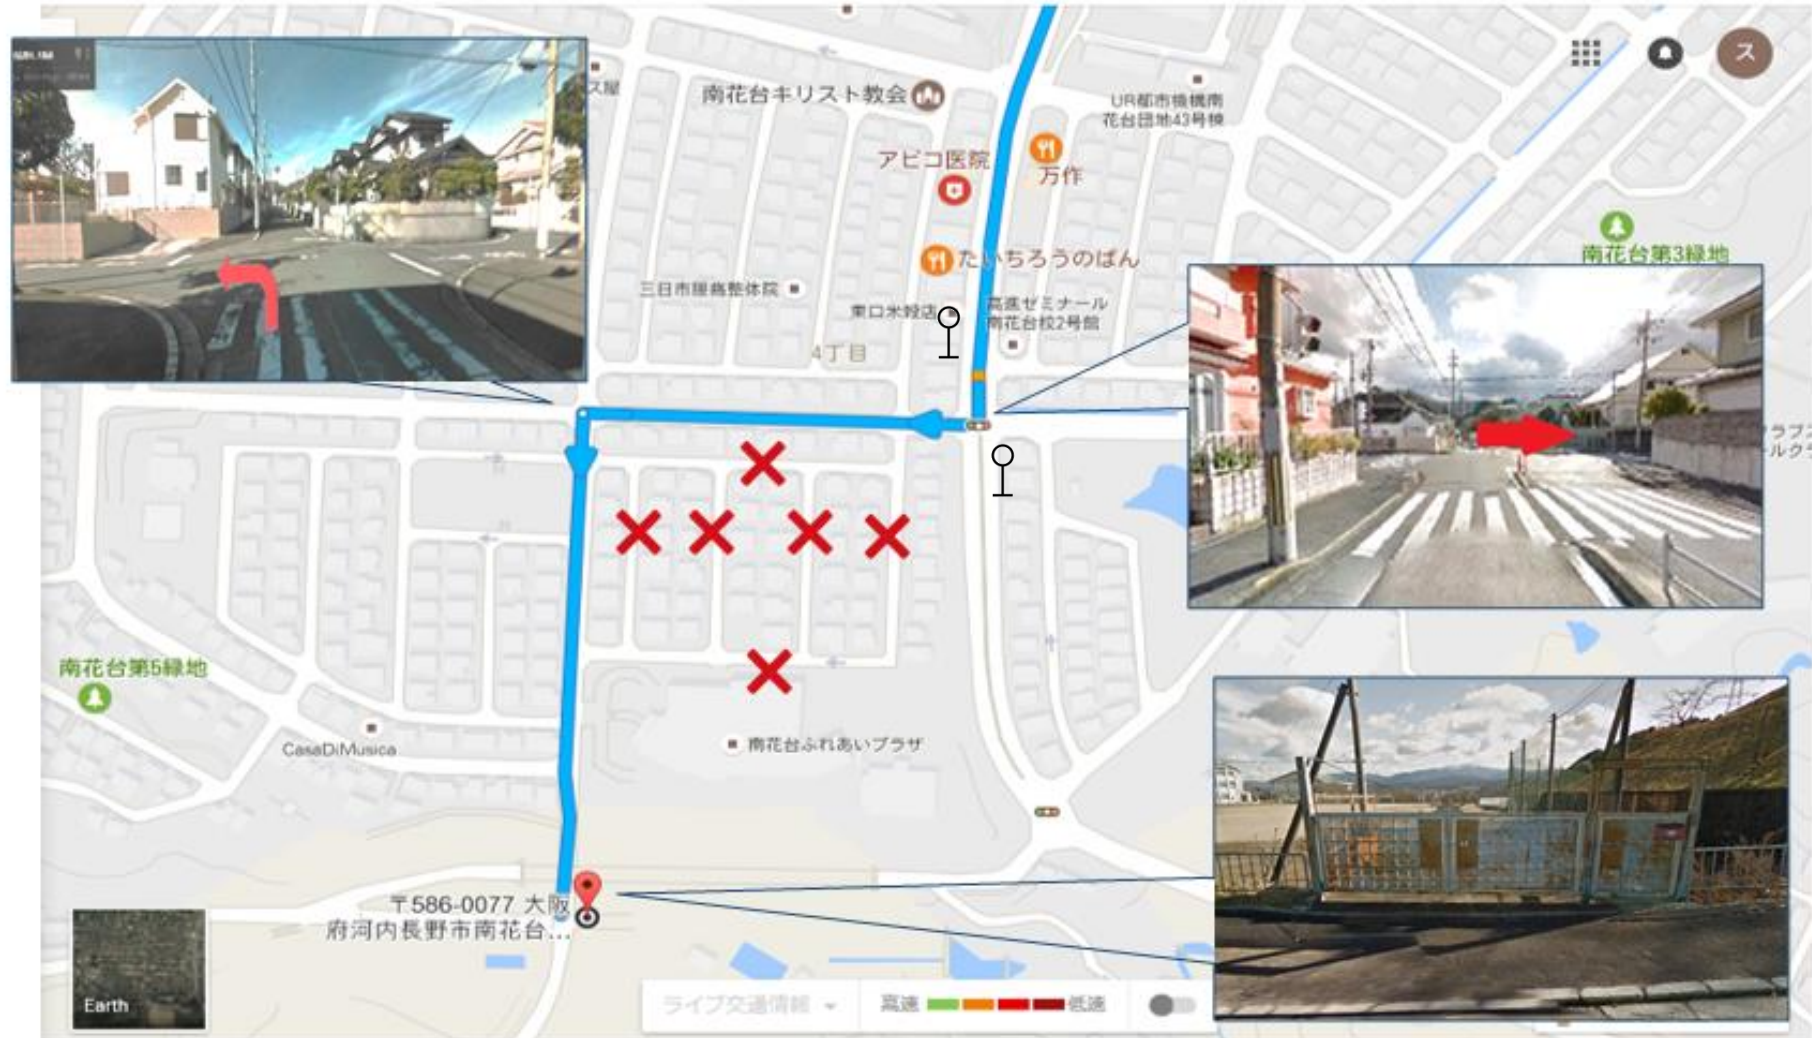 ス屋
南花台キリスト教会
UR都市機構南
花台団地43号棟
ス
アビコ医院
万作
たいちろうのぱん
南花台第3緑地
三日市腰痛整体院
東口米穀店
高進ゼミナール
南花台校2号館
4丁目
南花台第5緑地
CasaDiMusica
南花台ふれあいプラザ
〒586-0077 大阪
府河内長野市南花台...
Earth
ライブ交通情報
高速
低速